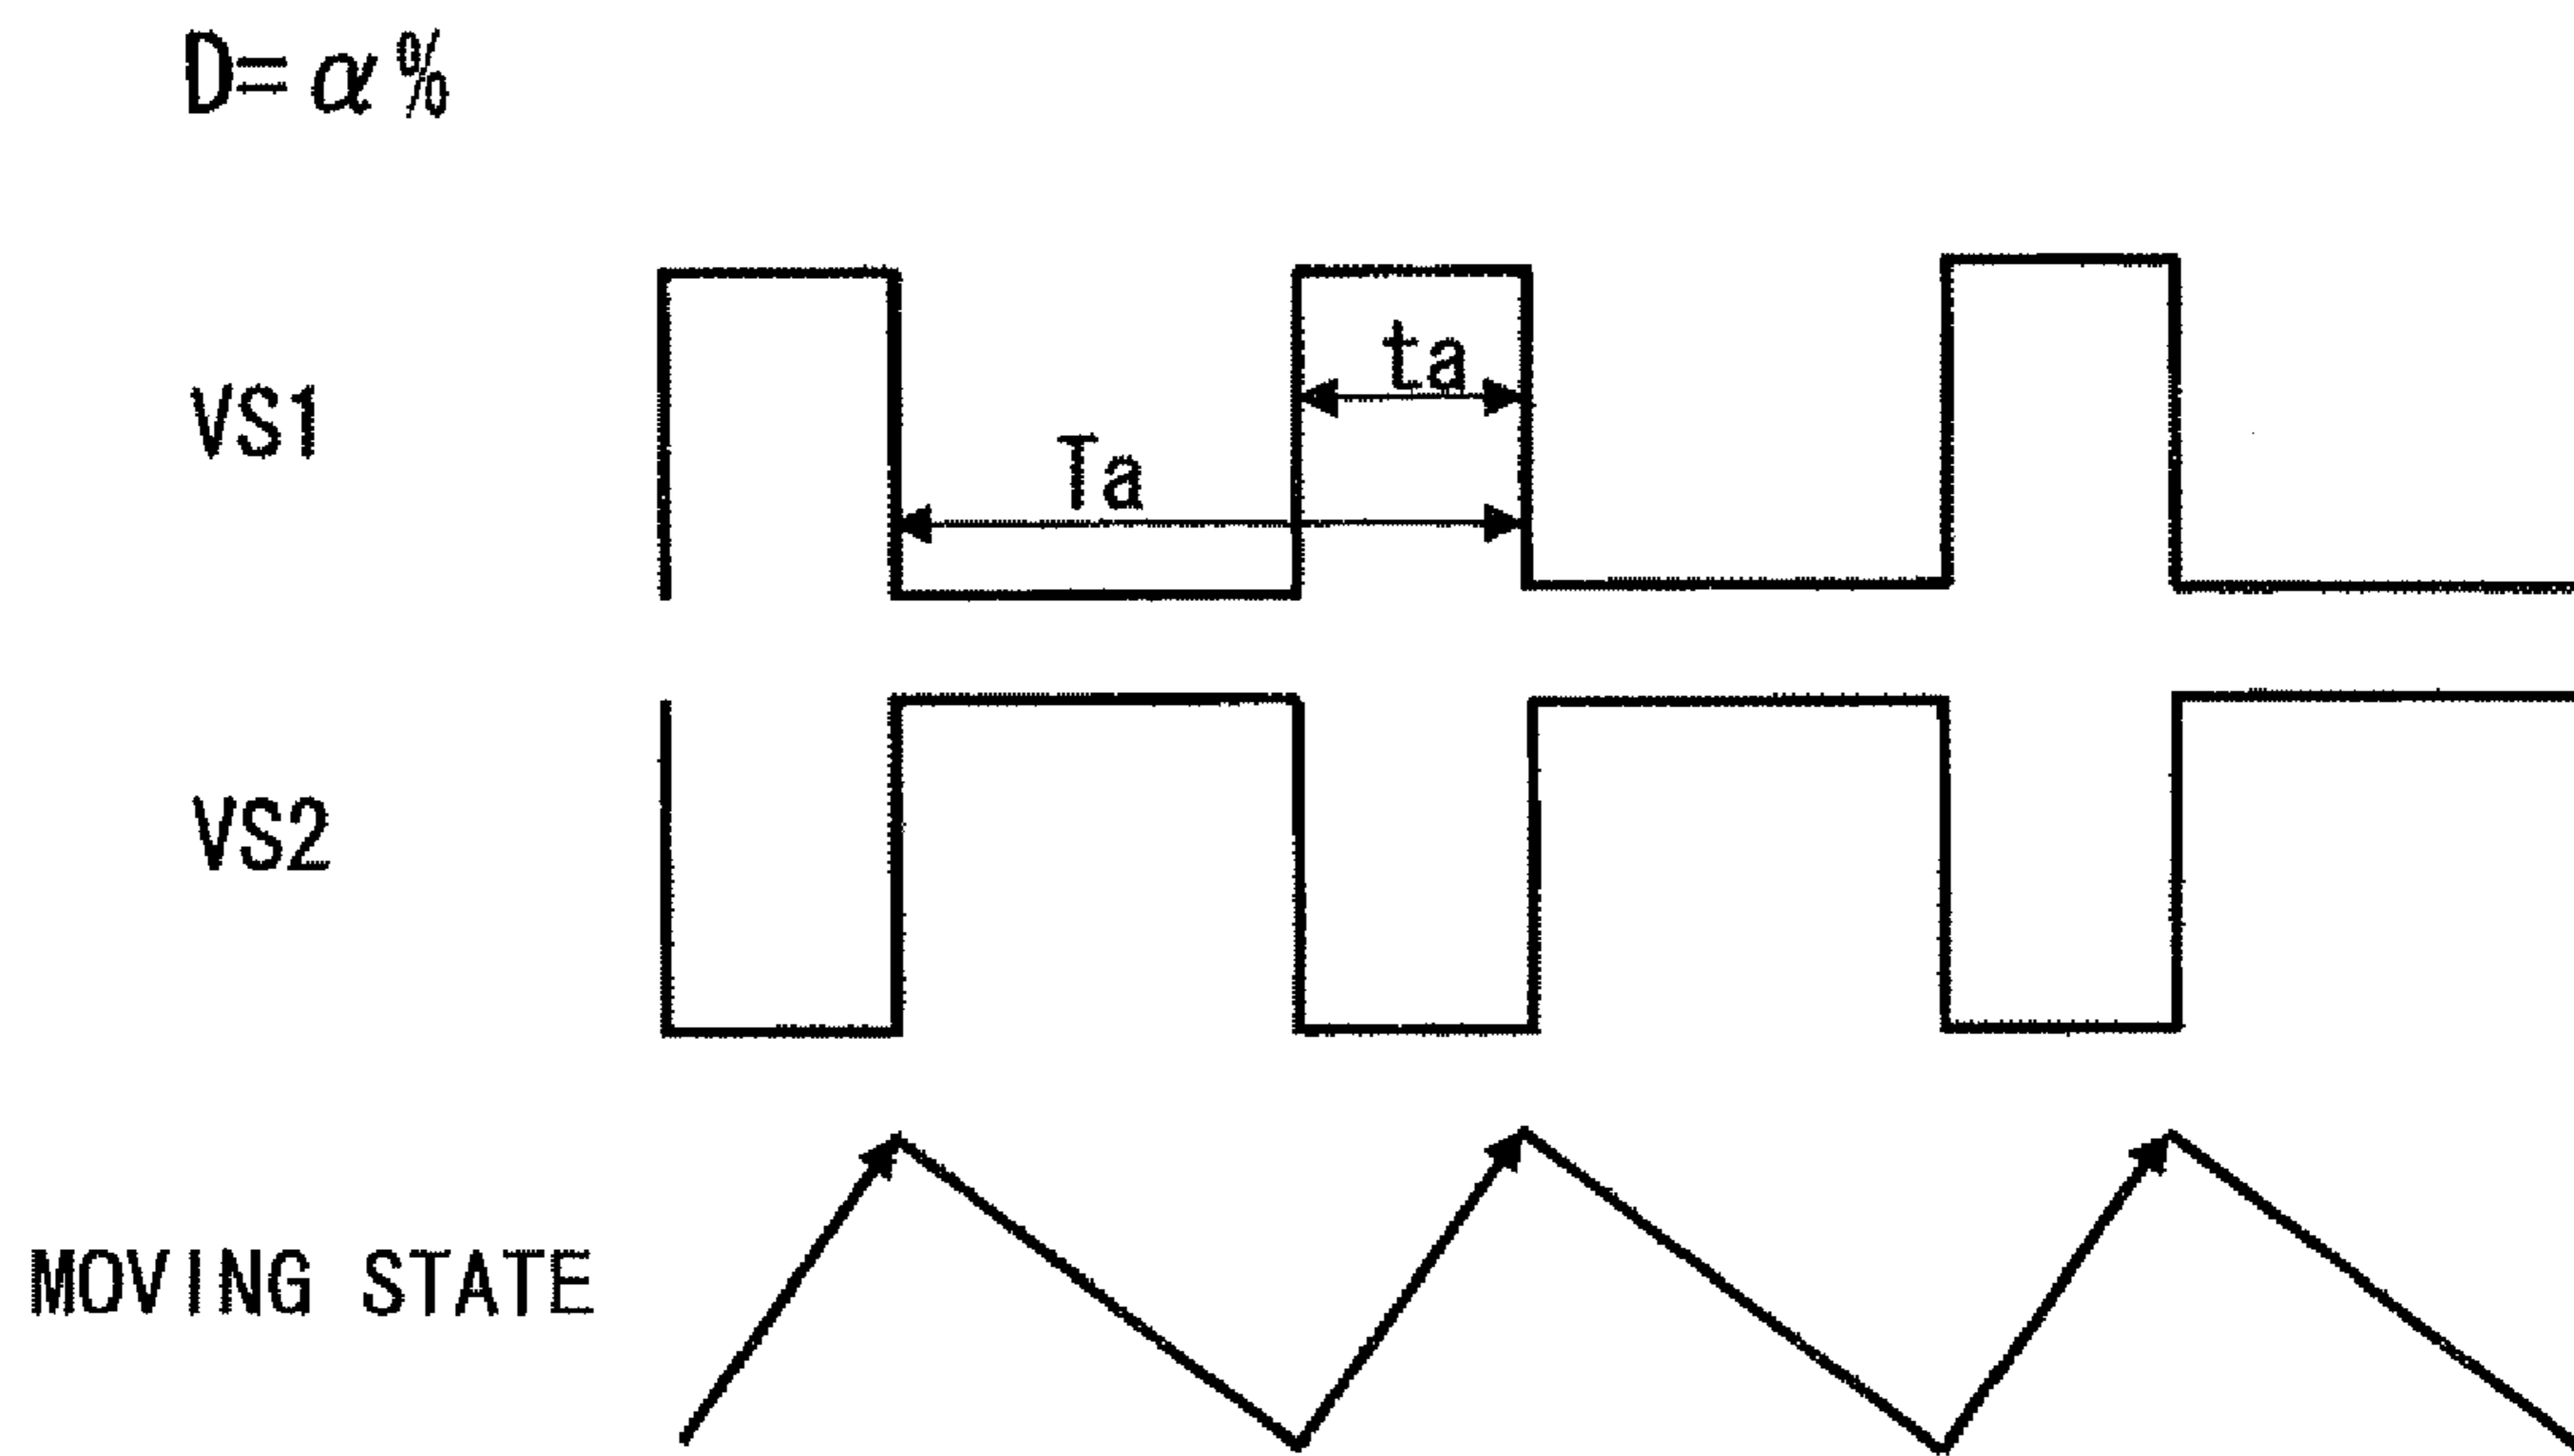 D=α%
VS1
ta
Ta
VS2
MOVING STATE